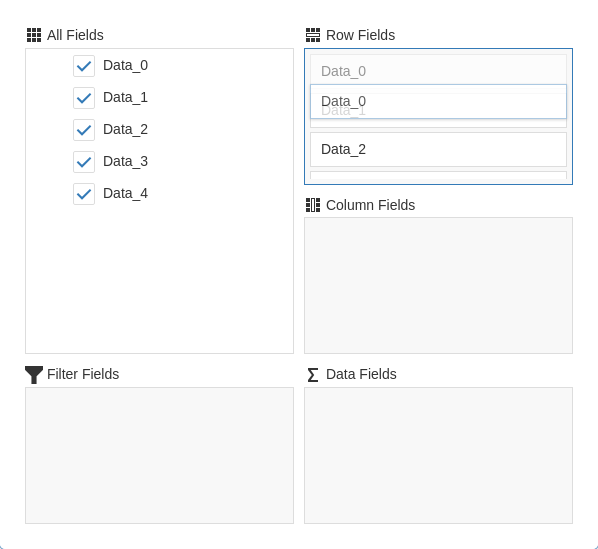 All Fields
Data_0
Data_1
Data_2
Data_3
Data_4
Row Fields
Data_0
Data_0
Data_1
Data_2
Column Fields
Filter Fields
Data Fields